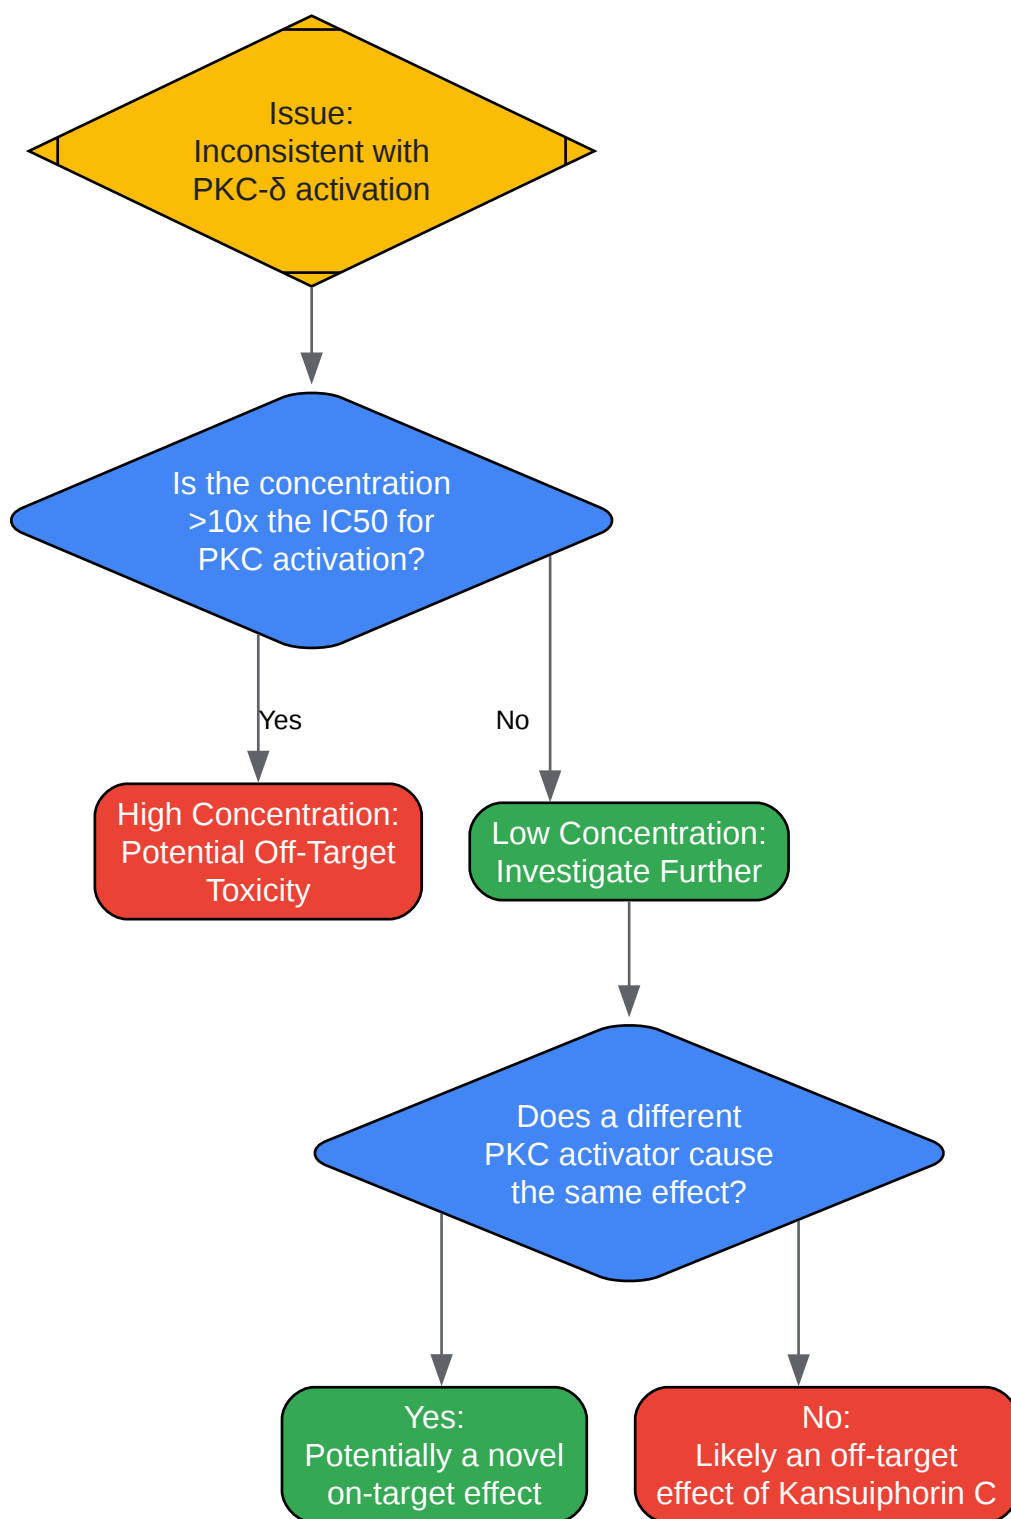 Issue:
Inconsistent with
PKC-δ activation
Is the concentration
>10x the IC50 for
PKC activation?
Yes
No
High Concentration:
Potential Off-Target
Toxicity
Low Concentration:
Investigate Further
Does a different
PKC activator cause
the same effect?
Yes:
Potentially a novel
on-target effect
No:
Likely an off-target
effect of Kansuiphorin C